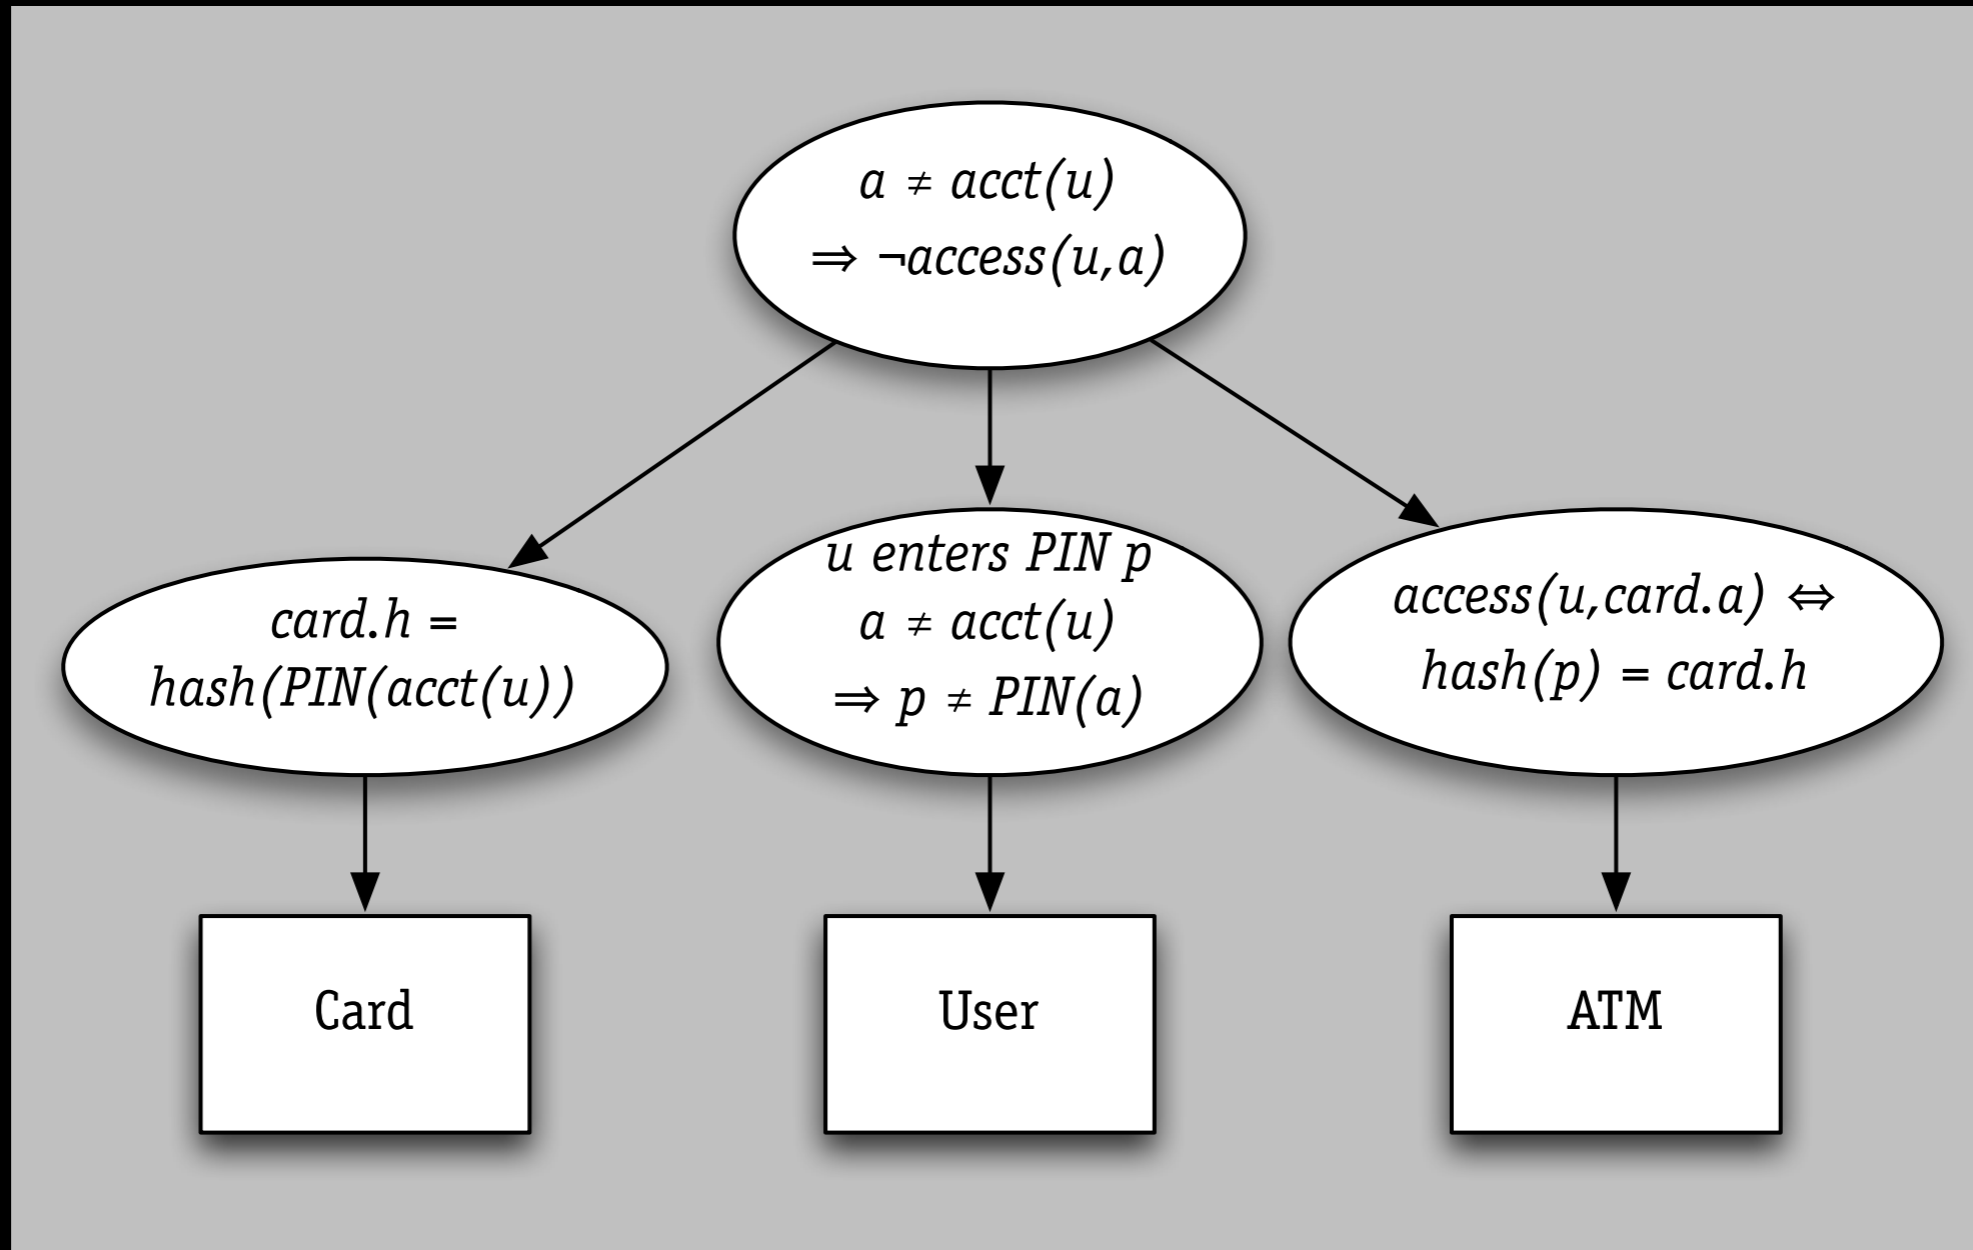 a ≠ acct(u)
⇒ ¬access(u,a)
card.h =
hash(PIN(acct(u))
u enters PIN p
a ≠ acct(u)
⇒ p ≠ PIN(a)
access(u,card.a) ⇔
hash(p) = card.h
Card
User
ATM